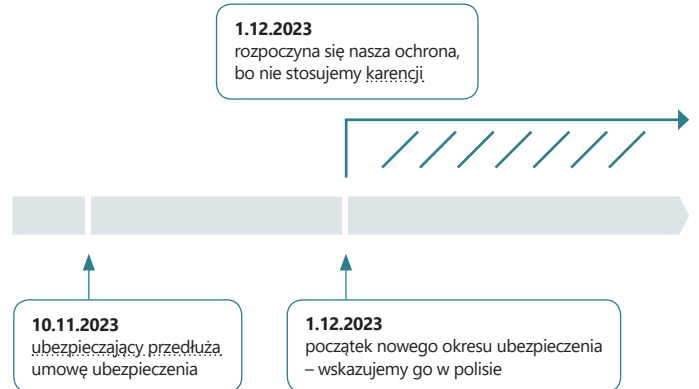 1.12.2023
rozpoczyna się nasza ochrona,
bo nie stosujemy karencji
10.11.2023
ubezpieczający przedłuża
umowę ubezpieczenia
1.12.2023
początek nowego okresu ubezpieczenia
– wskazujemy go w polisie